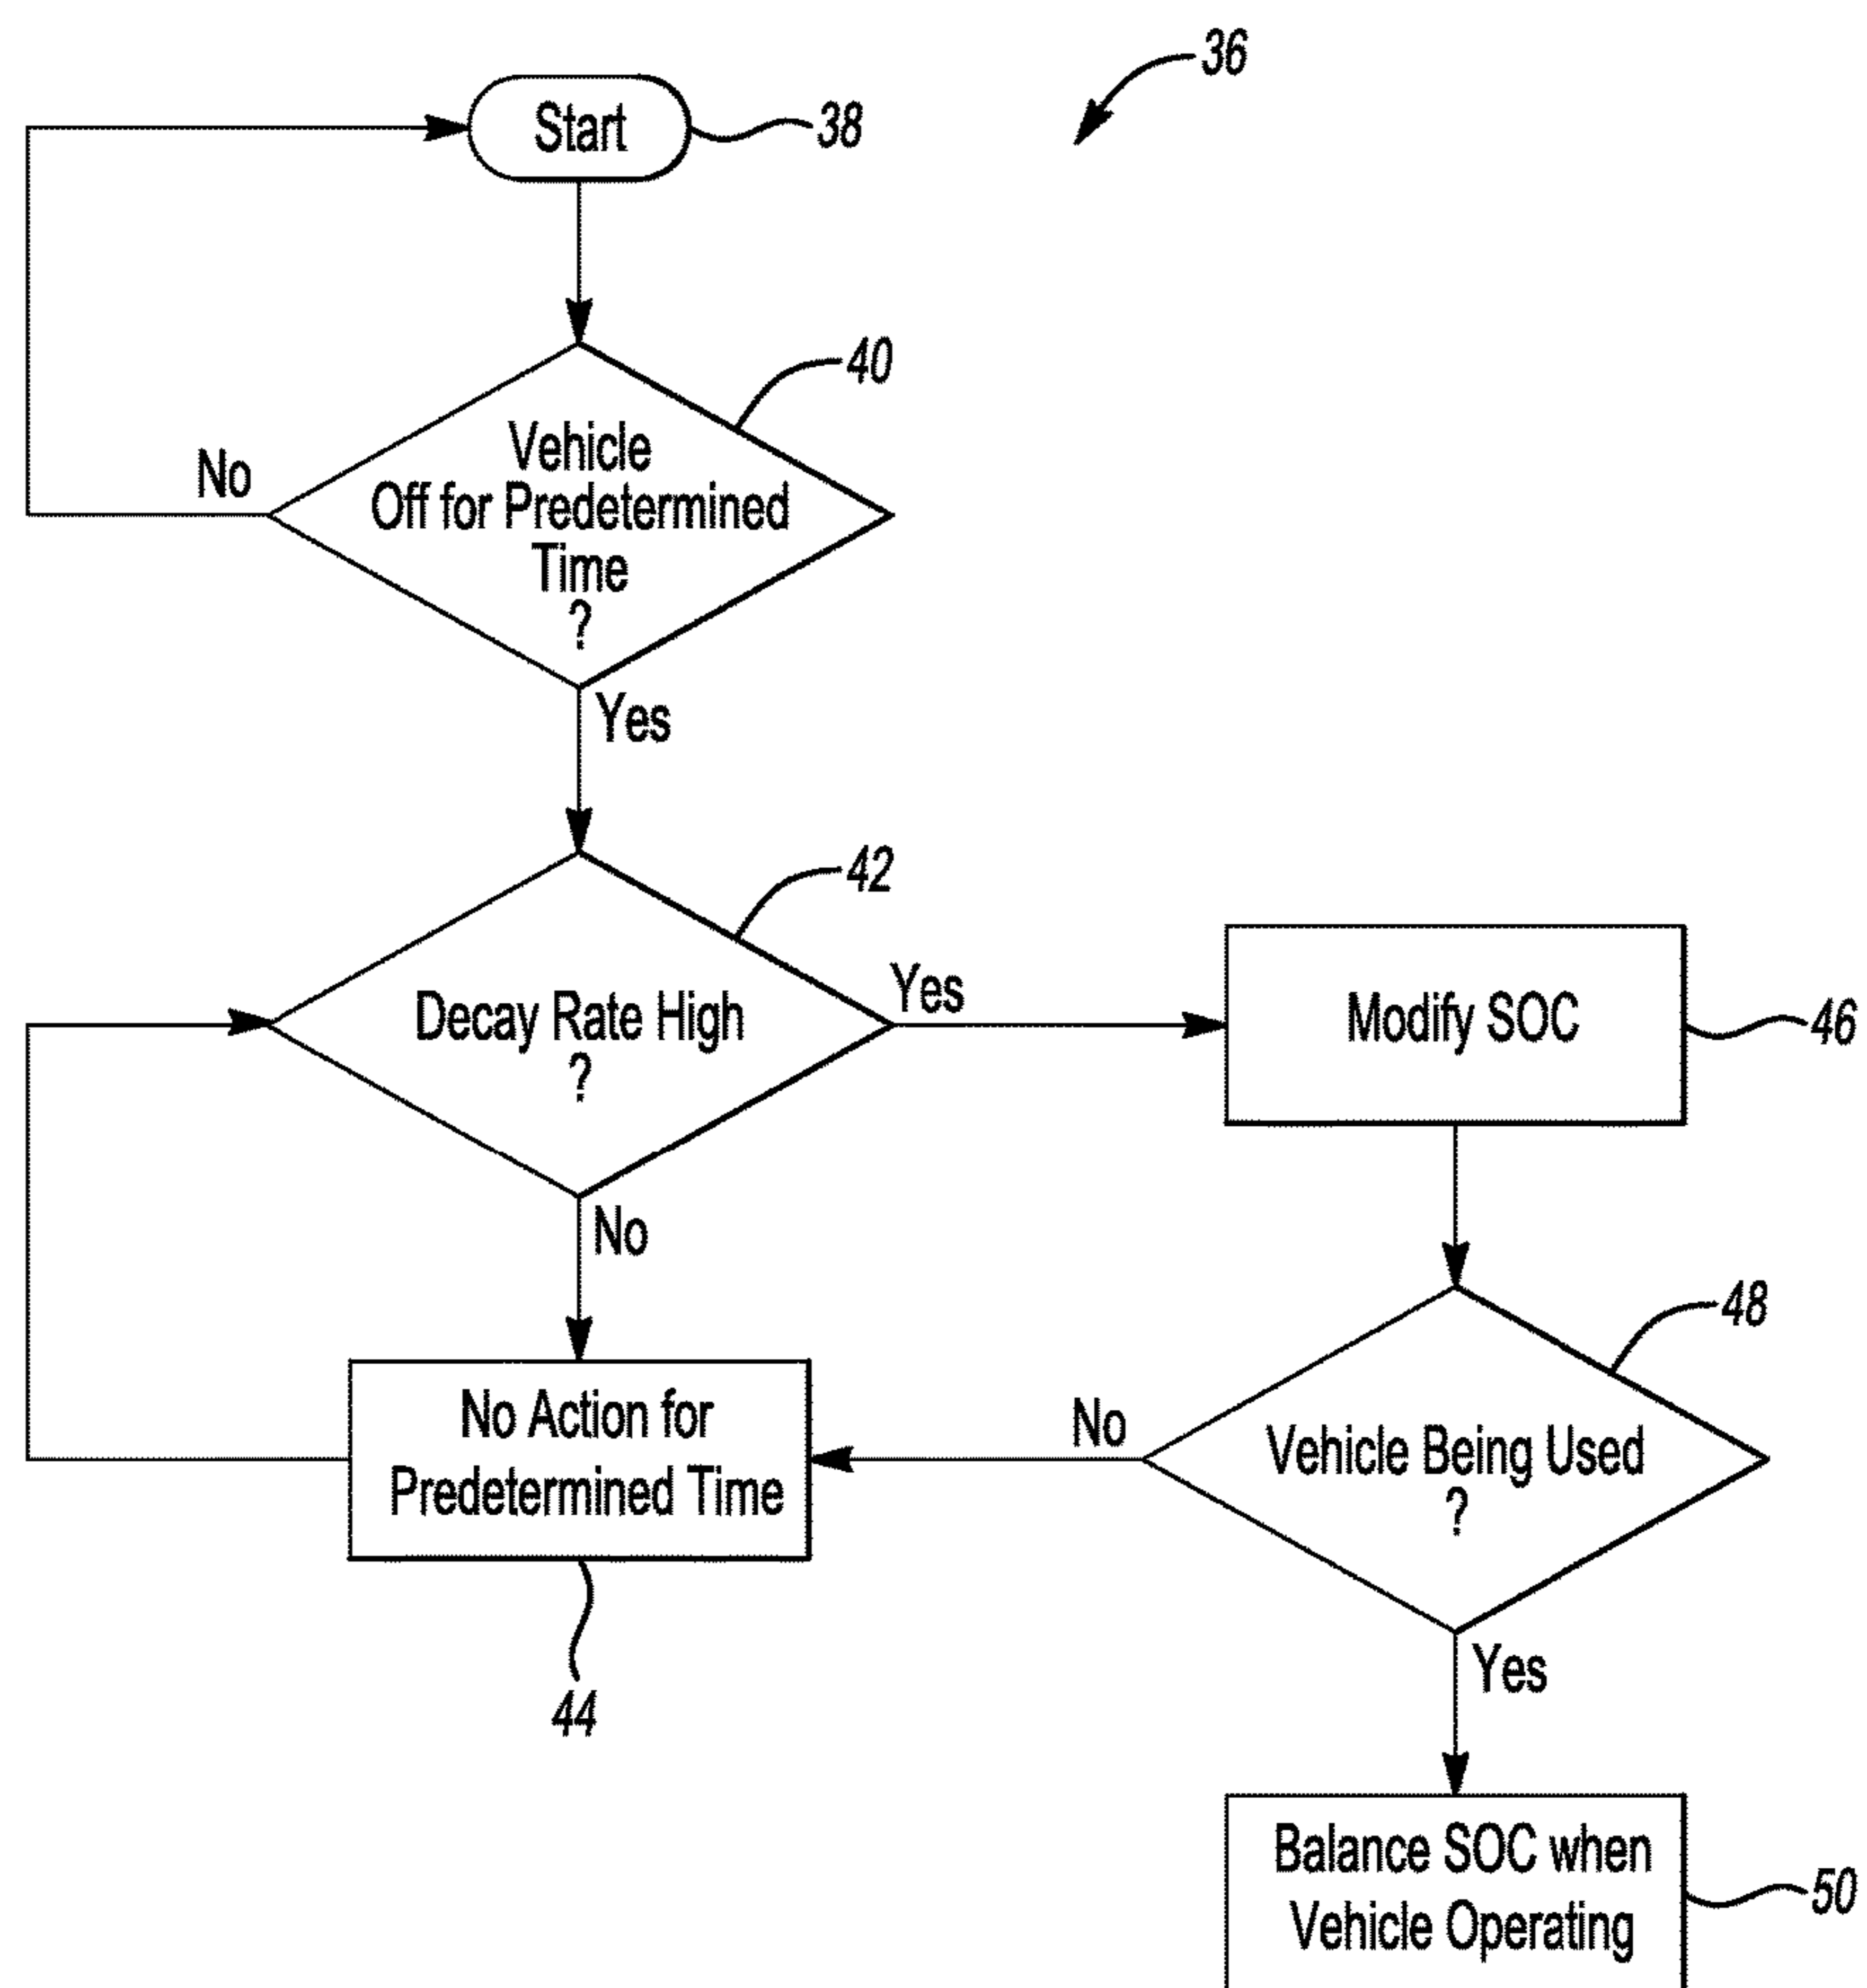 36
Start
38
40
Vehicle
Off for Predetermined
Time
?
No
Yes
42
Decay Rate High
?
Yes
No
Modify SOC
46
48
Vehicle Being Used
?
No
Yes
No Action for
Predetermined Time
44
Balance SOC when
Vehicle Operating
50